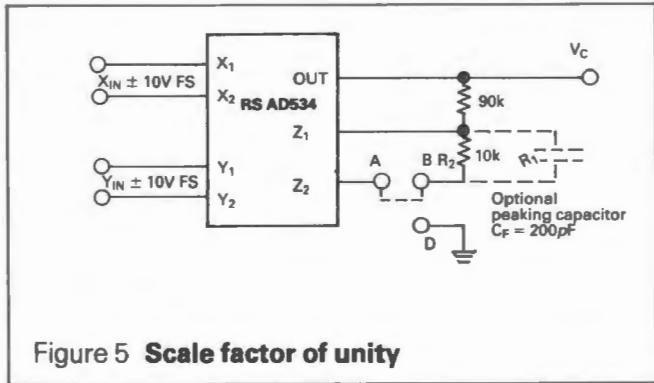 X1
XIN ± 10V FS
X2
RS AD534
OUT
VC
90k
Z1
Y1
YIN ± 10V FS
Y2
Z2
A
B R2
10k
R1
D
Optional
peaking capacitor
CF = 200pF
Figure 5 Scale factor of unity